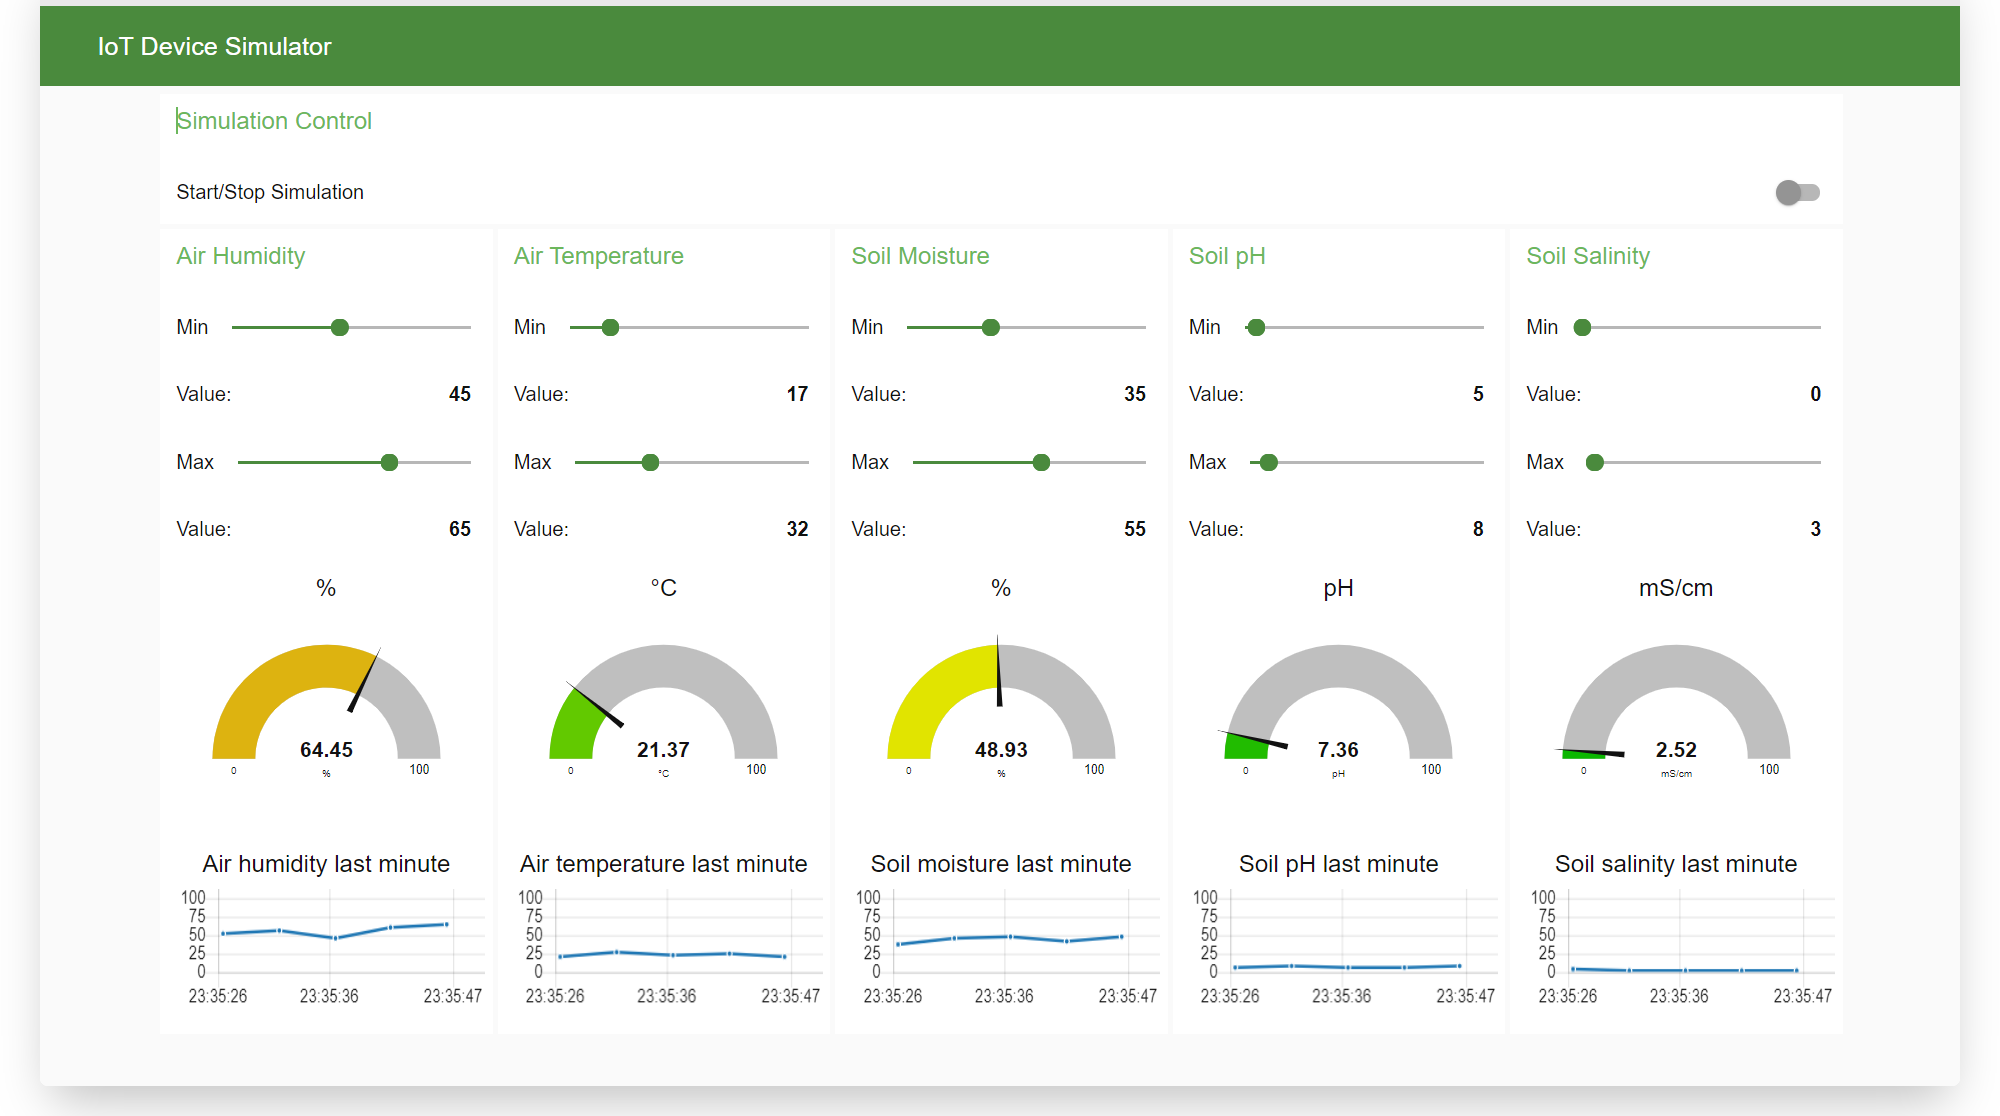 IoT Device Simulator
Simulation Control
Start/Stop Simulation
Air Humidity
Min
Value: 45
Max
Value: 65
%
64.45
0 % 100
Air humidity last minute
100
75
50
25
0
23:35:26 23:35:36 23:35:47
Air Temperature
Min
Value: 17
Max
Value: 32
°C
21.37
0 °C 100
Air temperature last minute
100
75
50
25
0
23:35:26 23:35:36 23:35:47
Soil Moisture
Min
Value: 35
Max
Value: 55
%
48.93
0 % 100
Soil moisture last minute
100
75
50
25
0
23:35:26 23:35:36 23:35:47
Soil pH
Min
Value: 5
Max
Value: 8
pH
7.36
0 pH 100
Soil pH last minute
100
75
50
25
0
23:35:26 23:35:36 23:35:47
Soil Salinity
Min
Value: 0
Max
Value: 3
mS/cm
2.52
0 mS/cm 100
Soil salinity last minute
100
75
50
25
0
23:35:26 23:35:36 23:35:47